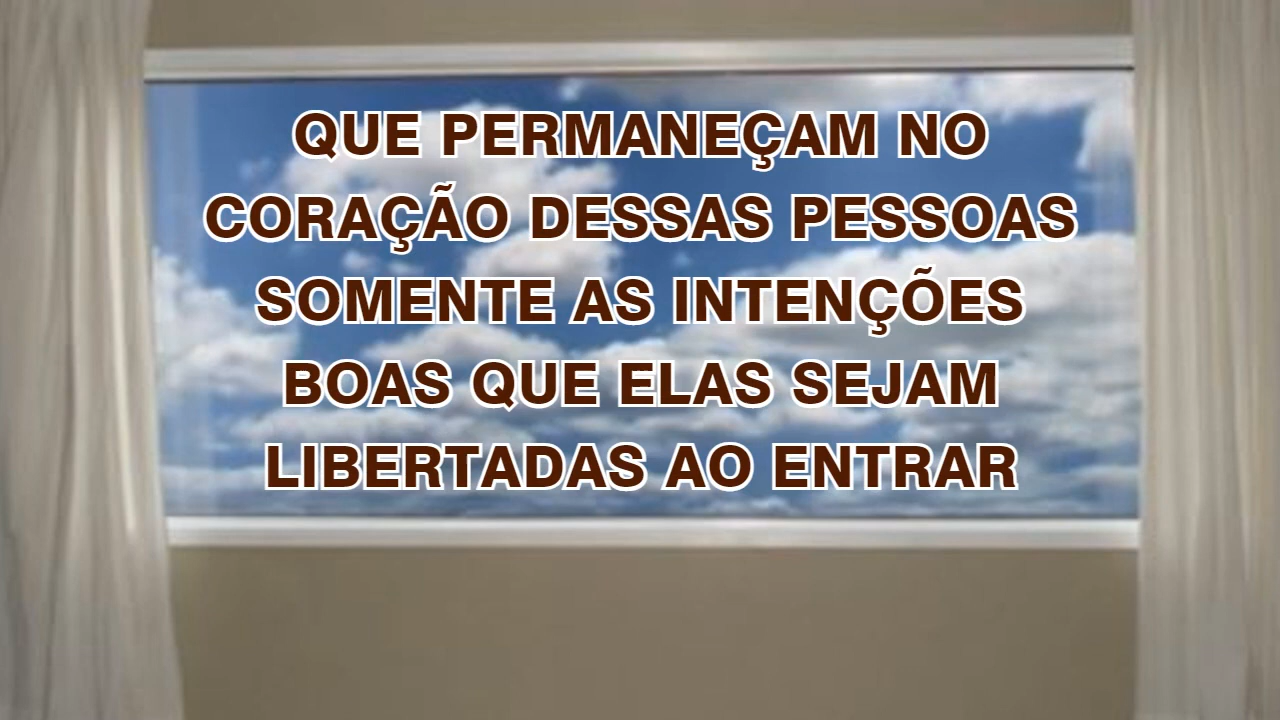 QUE PERMANEÇAM NO
CORAÇÃO DESSAS PESSOAS
SOMENTE AS INTENÇÕES
BOAS QUE ELAS SEJAM
LIBERTADAS AO ENTRAR